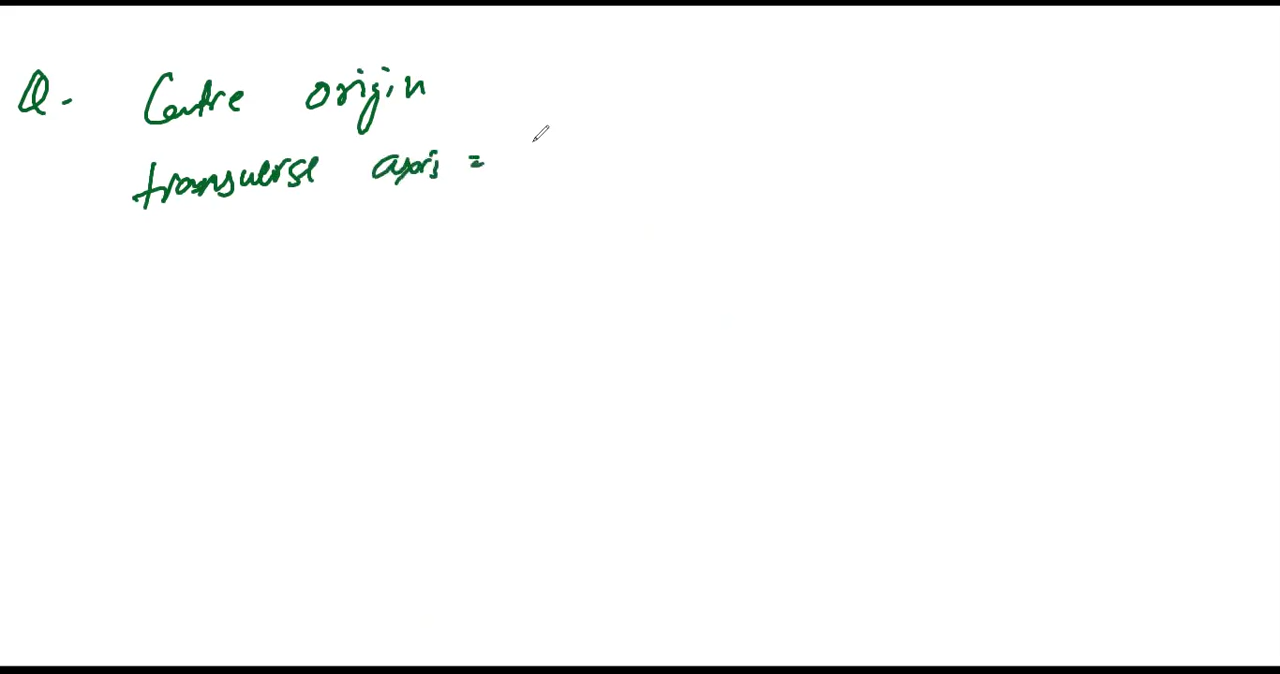 Q. Centre origin
transverse axis =